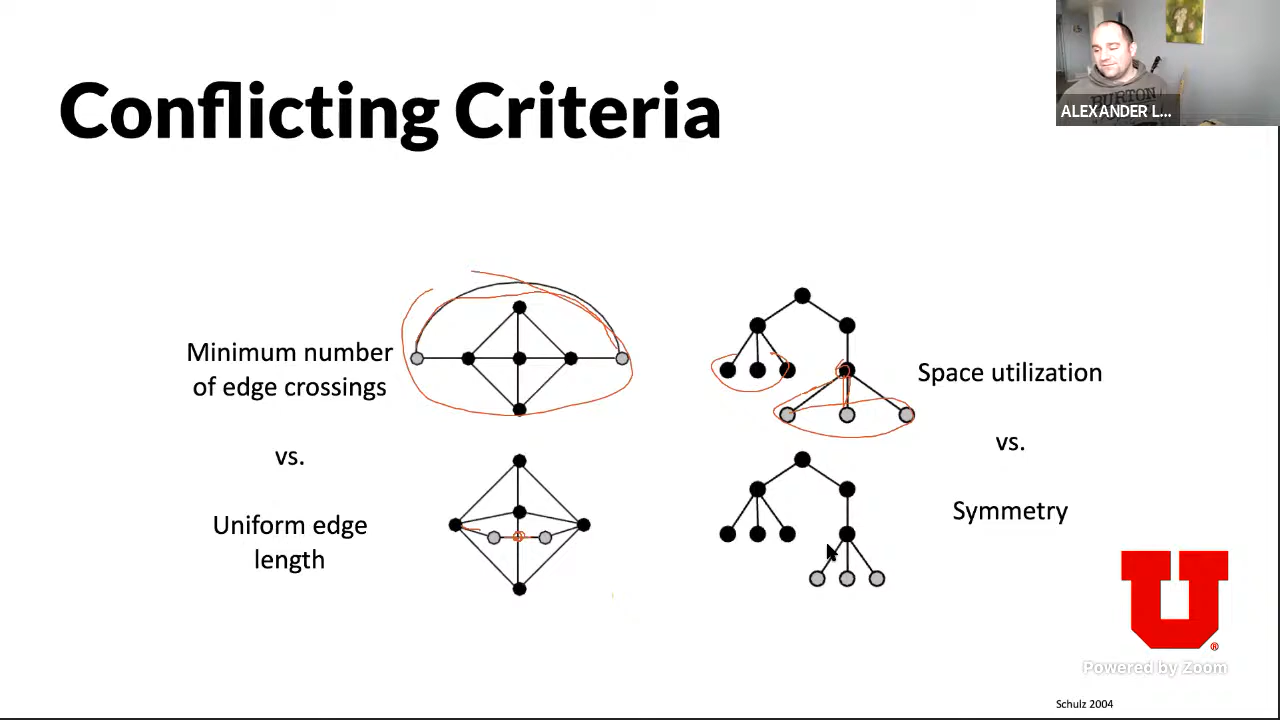 Conflicting Criteria
BURTON
ALEXANDER L...
Minimum number
of edge crossings
vs.
Uniform edge
length
Space utilization
vs.
Symmetry
U
®
Powered by Zoom
Schulz 2004